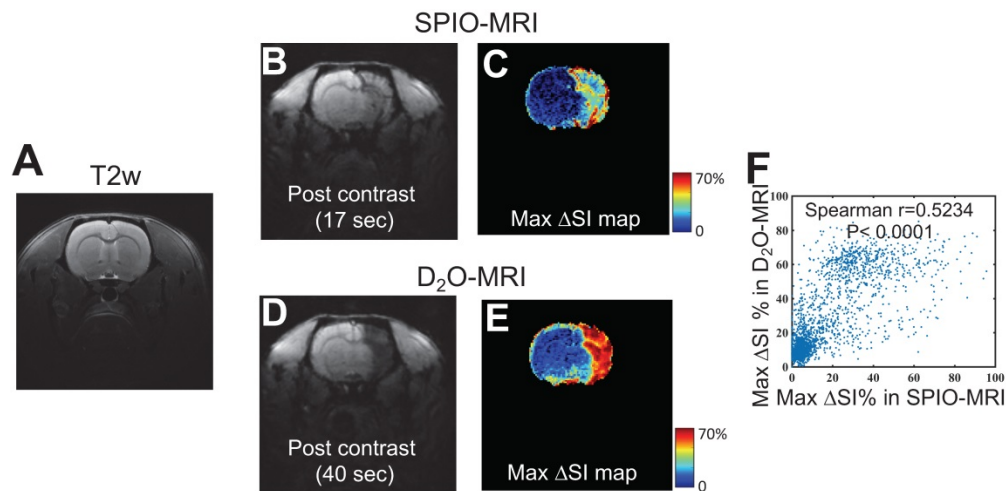 SPIO-MRI
B
C
Post contrast
(17 sec)
Max ΔSI map
70%
0
A
T2w
D₂O-MRI
D
E
Post contrast
(40 sec)
Max ΔSI map
70%
0
F
Spearman r=0.5234
P< 0.0001
Max ΔSI % in D₂O-MRI
100
80
60
40
20
0
0 20 40 60 80 100
Max ΔSI% in SPIO-MRI